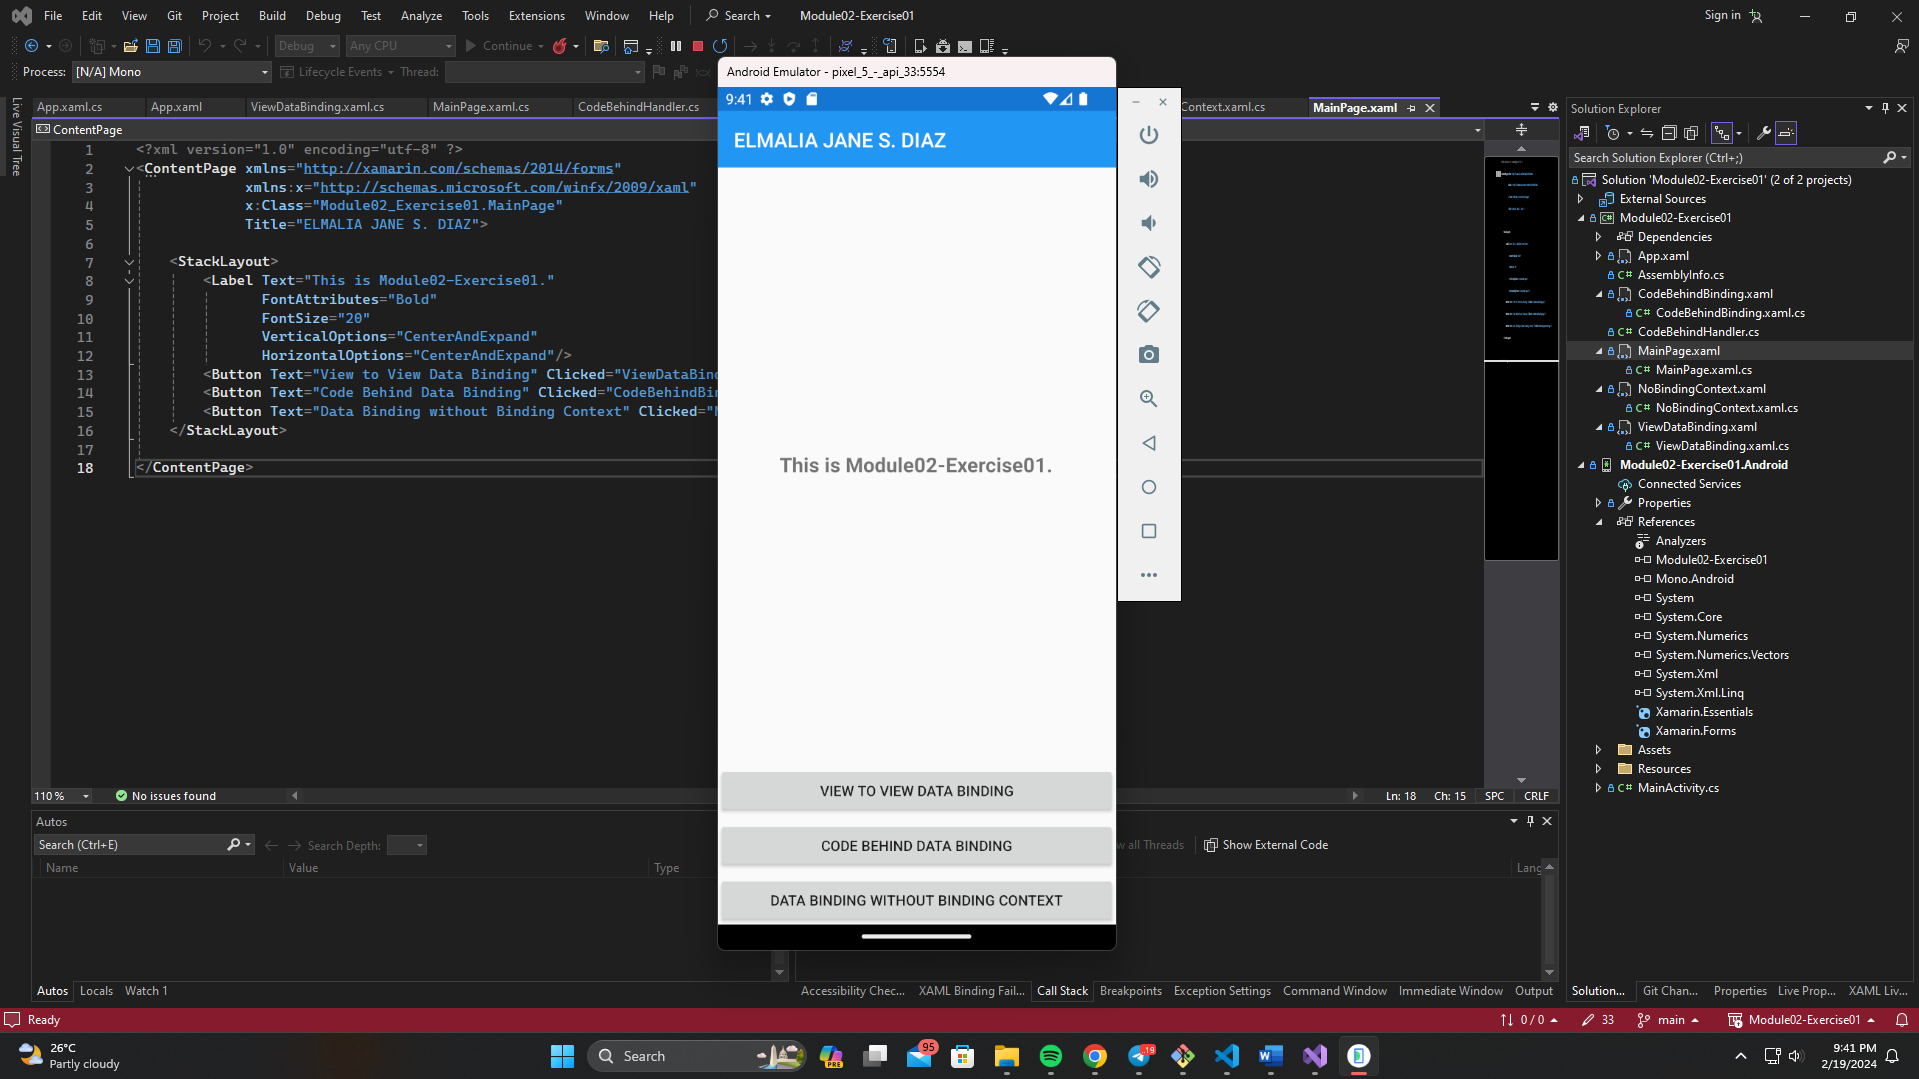 File Edit View Git Project Build Debug Test Analyze Tools Extensions Window Help Search Module02-Exercise01 Sign in
Debug Any CPU Continue
Process: [N/A] Mono Lifecycle Events Thread:
Live Visual Tree
App.xaml.cs App.xaml ViewDataBinding.xaml MainPage.xaml.cs CodeBehindHandler.cs Context.xaml.cs MainPage.xaml
ContentPage
1 <?xml version="1.0" encoding="utf-8" ?>
2 <ContentPage xmlns="http://xamarin.com/schemas/2014/forms"
3 xmlns:x="http://schemas.microsoft.com/winfx/2009/xaml"
4 x:Class="Module02_Exercise01.MainPage"
5 Title="ELMALIA JANE S. DIAZ">
6
7 <StackLayout>
8 <Label Text="This is Module02-Exercise01."
9 FontAttributes="Bold"
10 FontSize="20"
11 VerticalOptions="CenterAndExpand"
12 HorizontalOptions="CenterAndExpand"/>
13 <Button Text="View to View Data Binding" Clicked="ViewDataBin
14 <Button Text="Code Behind Data Binding" Clicked="CodeBehindBi
15 <Button Text="Data Binding without Binding Context" Clicked="
16 </StackLayout>
17
18 </ContentPage>
110 % No issues found Ln: 18 Ch: 15 SPC CRLF
Android Emulator - pixel_5_-_api_33:5554
9:41
ELMALIA JANE S. DIAZ
This is Module02-Exercise01.
VIEW TO VIEW DATA BINDING
CODE BEHIND DATA BINDING
DATA BINDING WITHOUT BINDING CONTEXT
Solution Explorer
Search Solution Explorer (Ctrl+;)
Solution 'Module02-Exercise01' (2 of 2 projects)
External Sources
Module02-Exercise01
Dependencies
App.xaml
AssemblyInfo.cs
CodeBehindBinding.xaml
CodeBehindBinding.xaml.cs
CodeBehindHandler.cs
MainPage.xaml
MainPage.xaml.cs
NoBindingContext.xaml
NoBindingContext.xaml.cs
ViewDataBinding.xaml
ViewDataBinding.xaml.cs
Module02-Exercise01.Android
Connected Services
Properties
References
Analyzers
Module02-Exercise01
Mono.Android
System
System.Core
System.Numerics
System.Numerics.Vectors
System.Xml
System.Xml.Linq
Xamarin.Essentials
Xamarin.Forms
Assets
Resources
MainActivity.cs
Autos
Search (Ctrl+E) Search Depth:
Name Value Type
w all Threads Show External Code
Lang
Autos Locals Watch 1
Accessibility Chec... XAML Binding Fail... Call Stack Breakpoints Exception Settings Command Window Immediate Window Output
Solution... Git Chan... Properties Live Prop... XAML Liv...
Ready 0 / 0 33 main Module02-Exercise01
26°C
Partly cloudy
Search
PRE
95
19
9:41 PM
2/19/2024